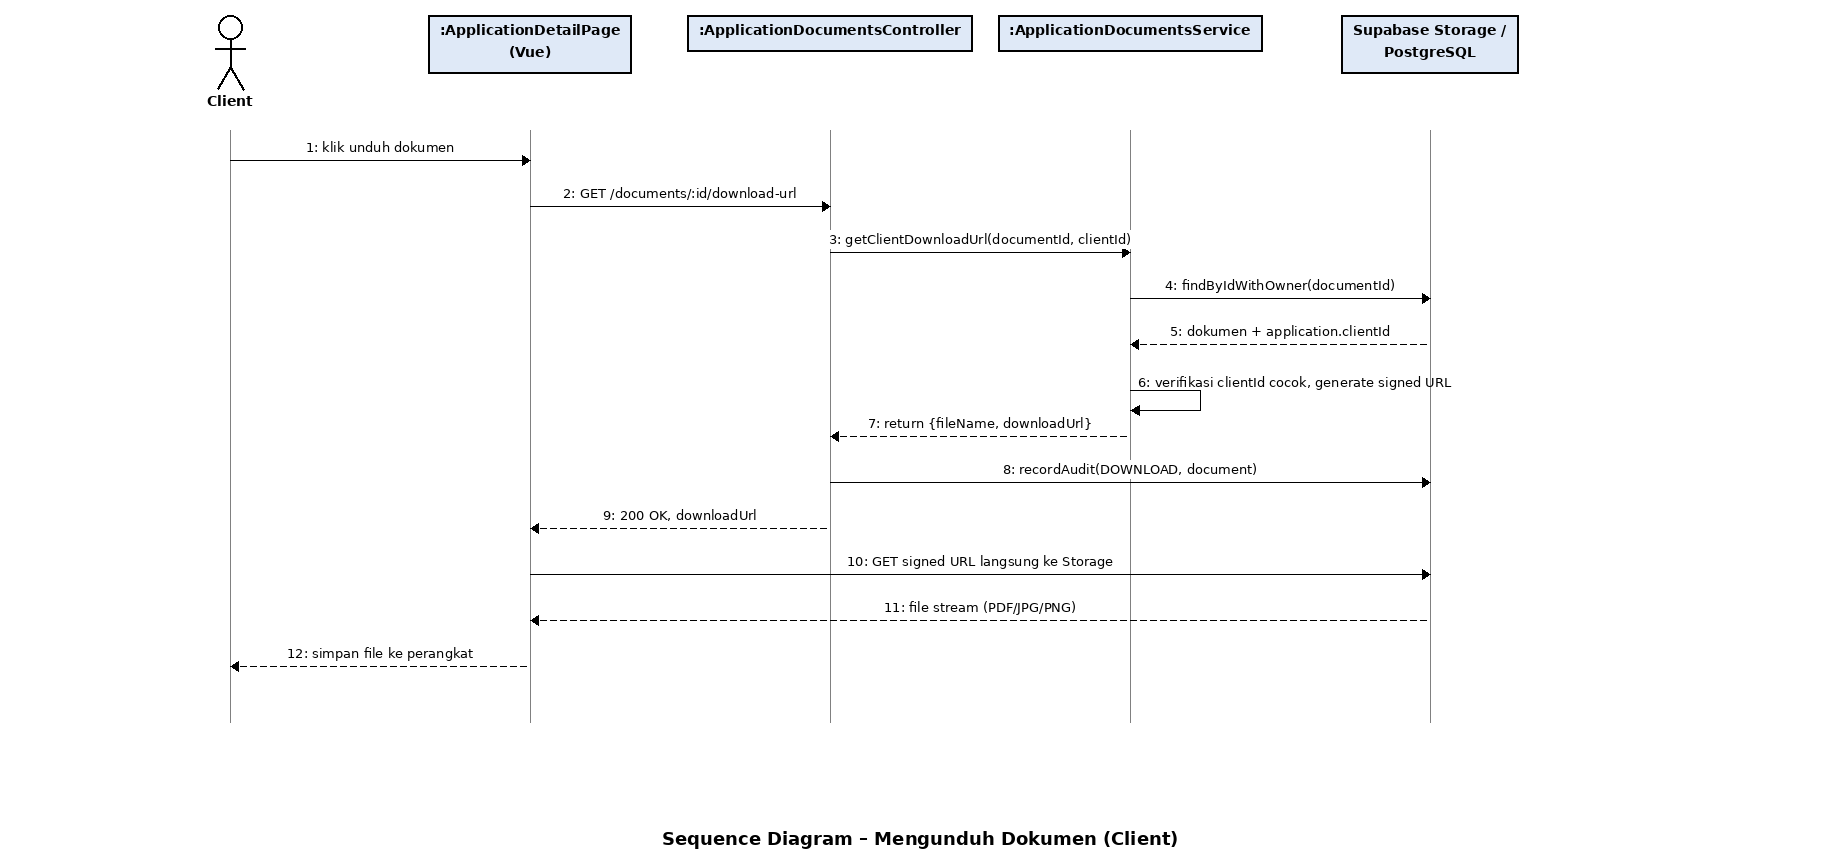 :ApplicationDetailPage
(Vue)
:ApplicationDocumentsController
:ApplicationDocumentsService
Supabase Storage /
PostgreSQL
Client
1: klik unduh dokumen
2: GET /documents/:id/download-url
3: getClientDownloadUrl(documentId, clientId)
4: findByIdWithOwner(documentId)
5: dokumen + application.clientId
6: verifikasi clientId cocok, generate signed URL
7: return {fileName, downloadUrl}
8: recordAudit(DOWNLOAD, document)
9: 200 OK, downloadUrl
10: GET signed URL langsung ke Storage
11: file stream (PDF/JPG/PNG)
12: simpan file ke perangkat
Sequence Diagram – Mengunduh Dokumen (Client)